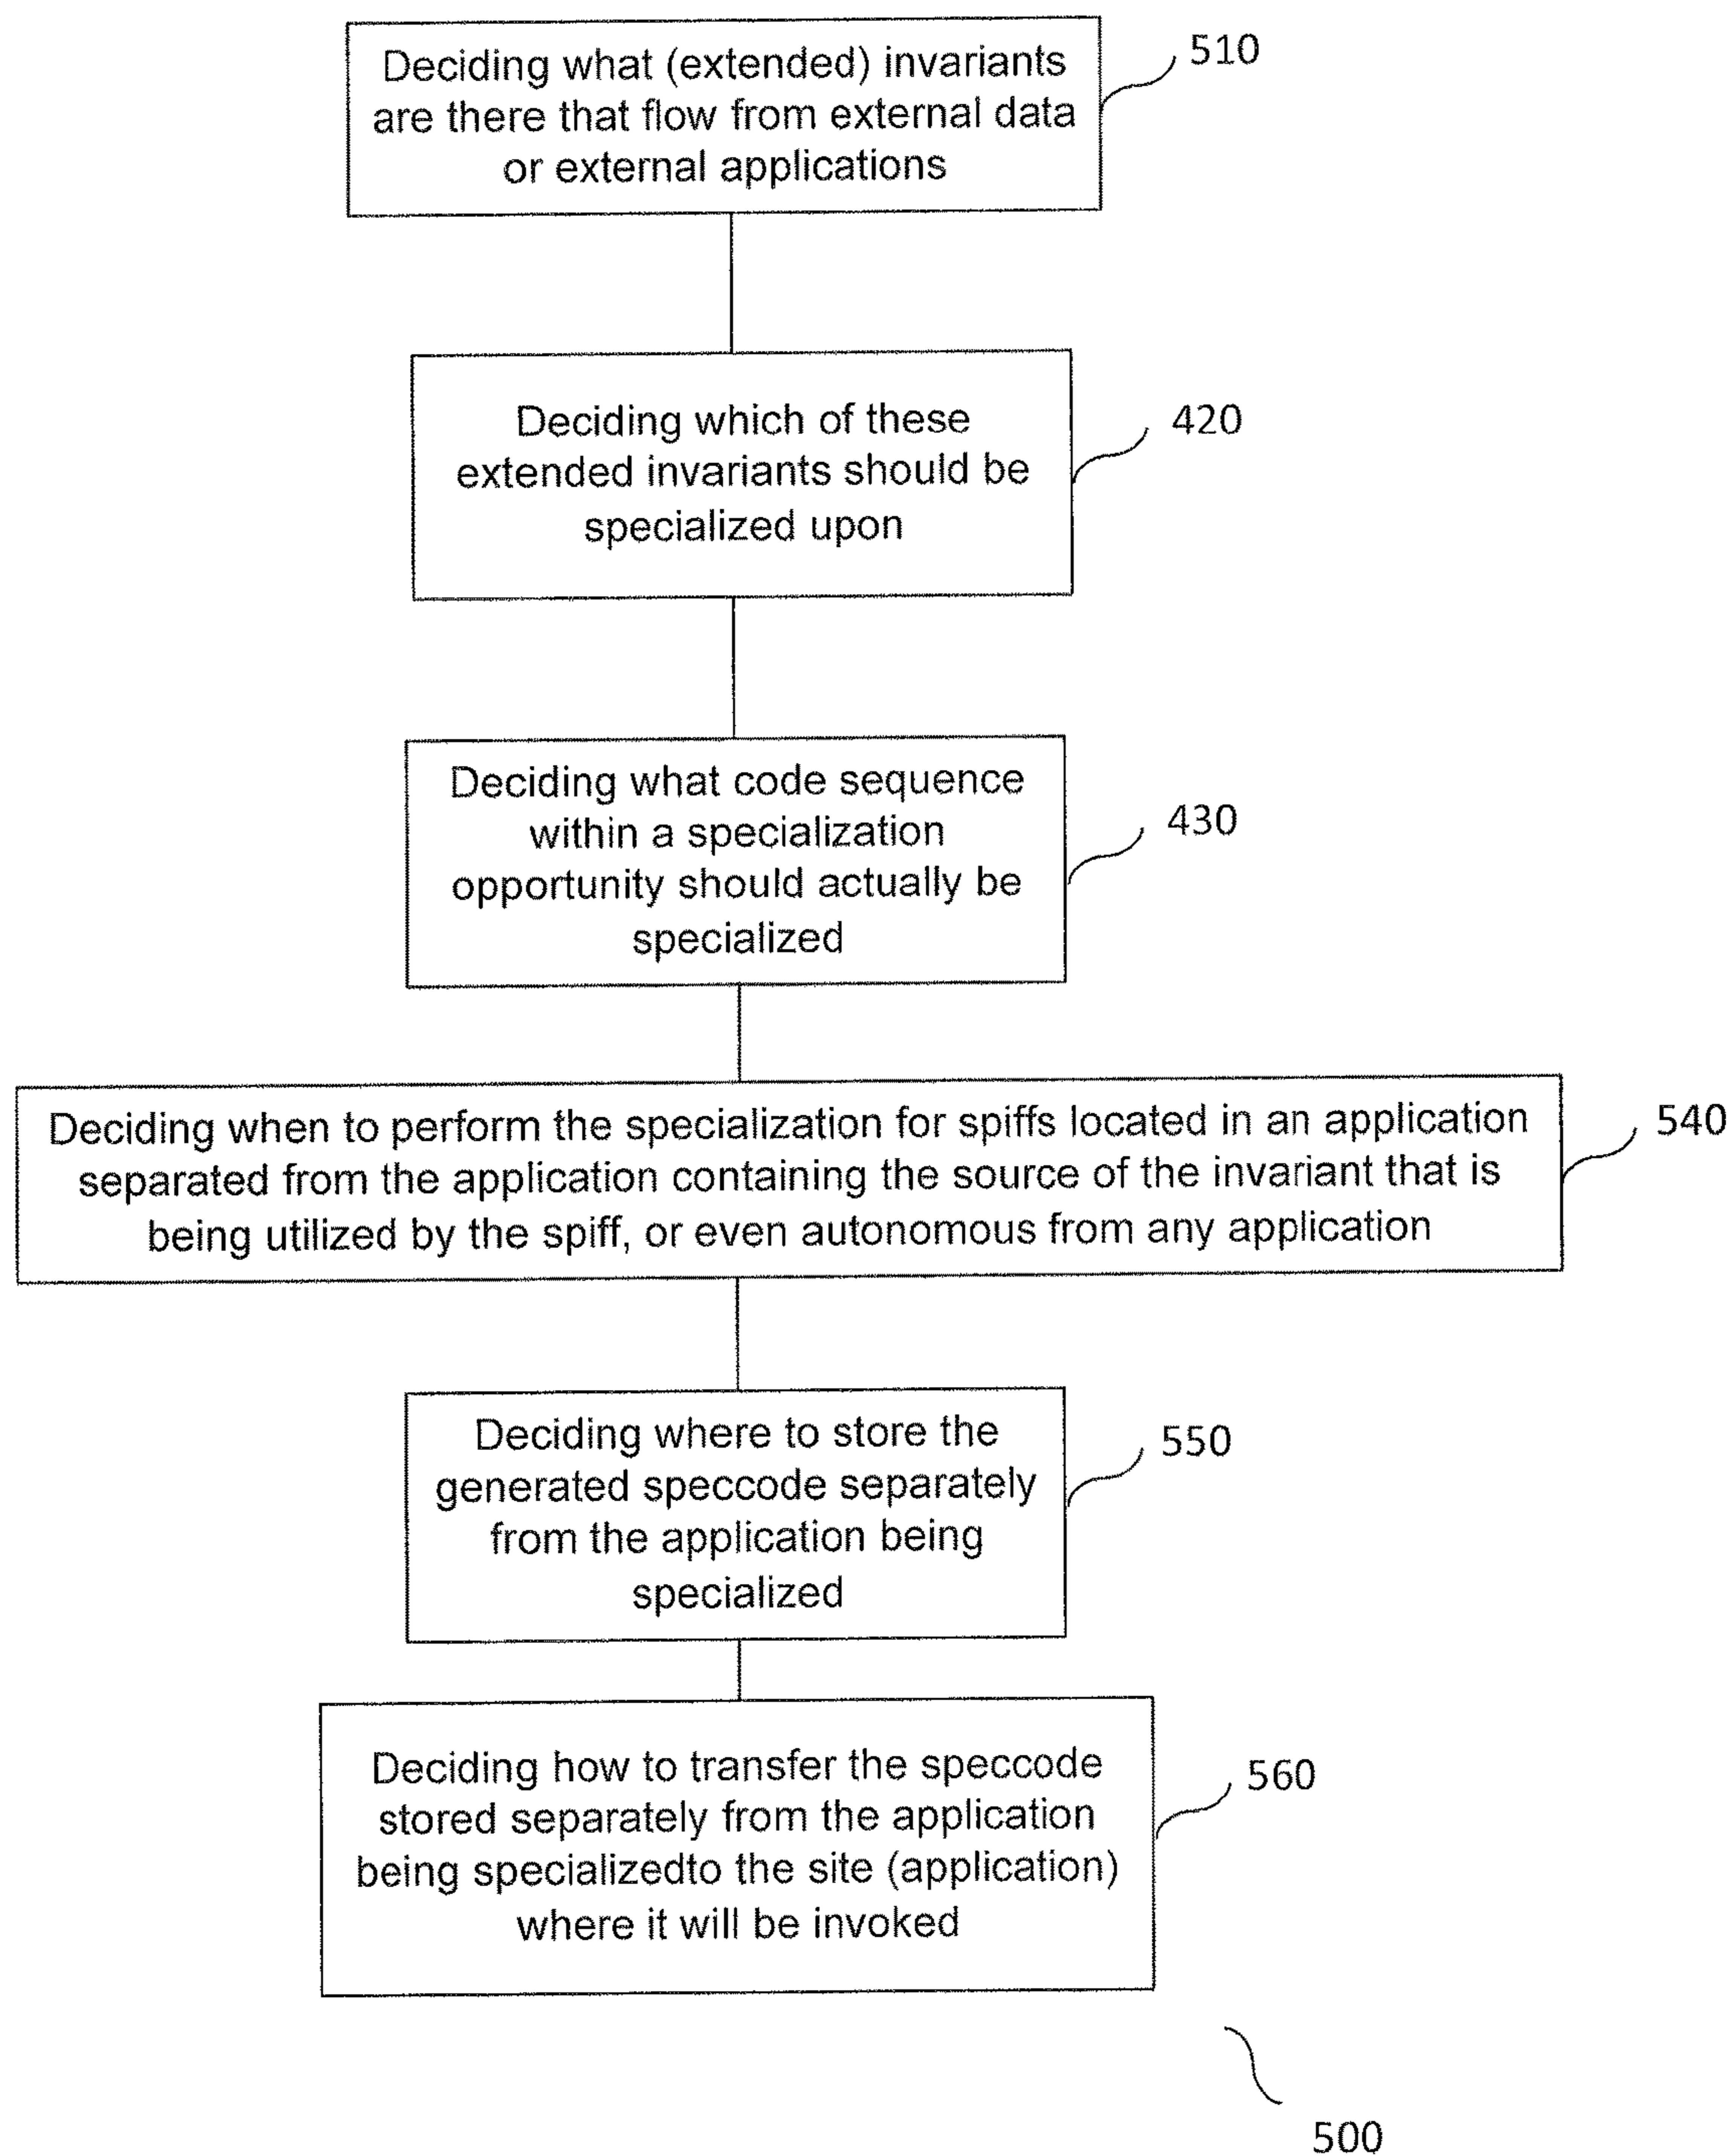 Deciding what (extended) invariants
are there that flow from external data
or external applications
510
Deciding which of these
extended invariants should be
specialized upon
420
Deciding what code sequence
within a specialization
opportunity should actually be
specialized
430
Deciding when to perform the specialization for spiffs located in an application
separated from the application containing the source of the invariant that is
being utilized by the spiff, or even autonomous from any application
540
Deciding where to store the
generated speccode separately
from the application being
specialized
550
Deciding how to transfer the speccode
stored separately from the application
being specializedto the site (application)
where it will be invoked
560
500